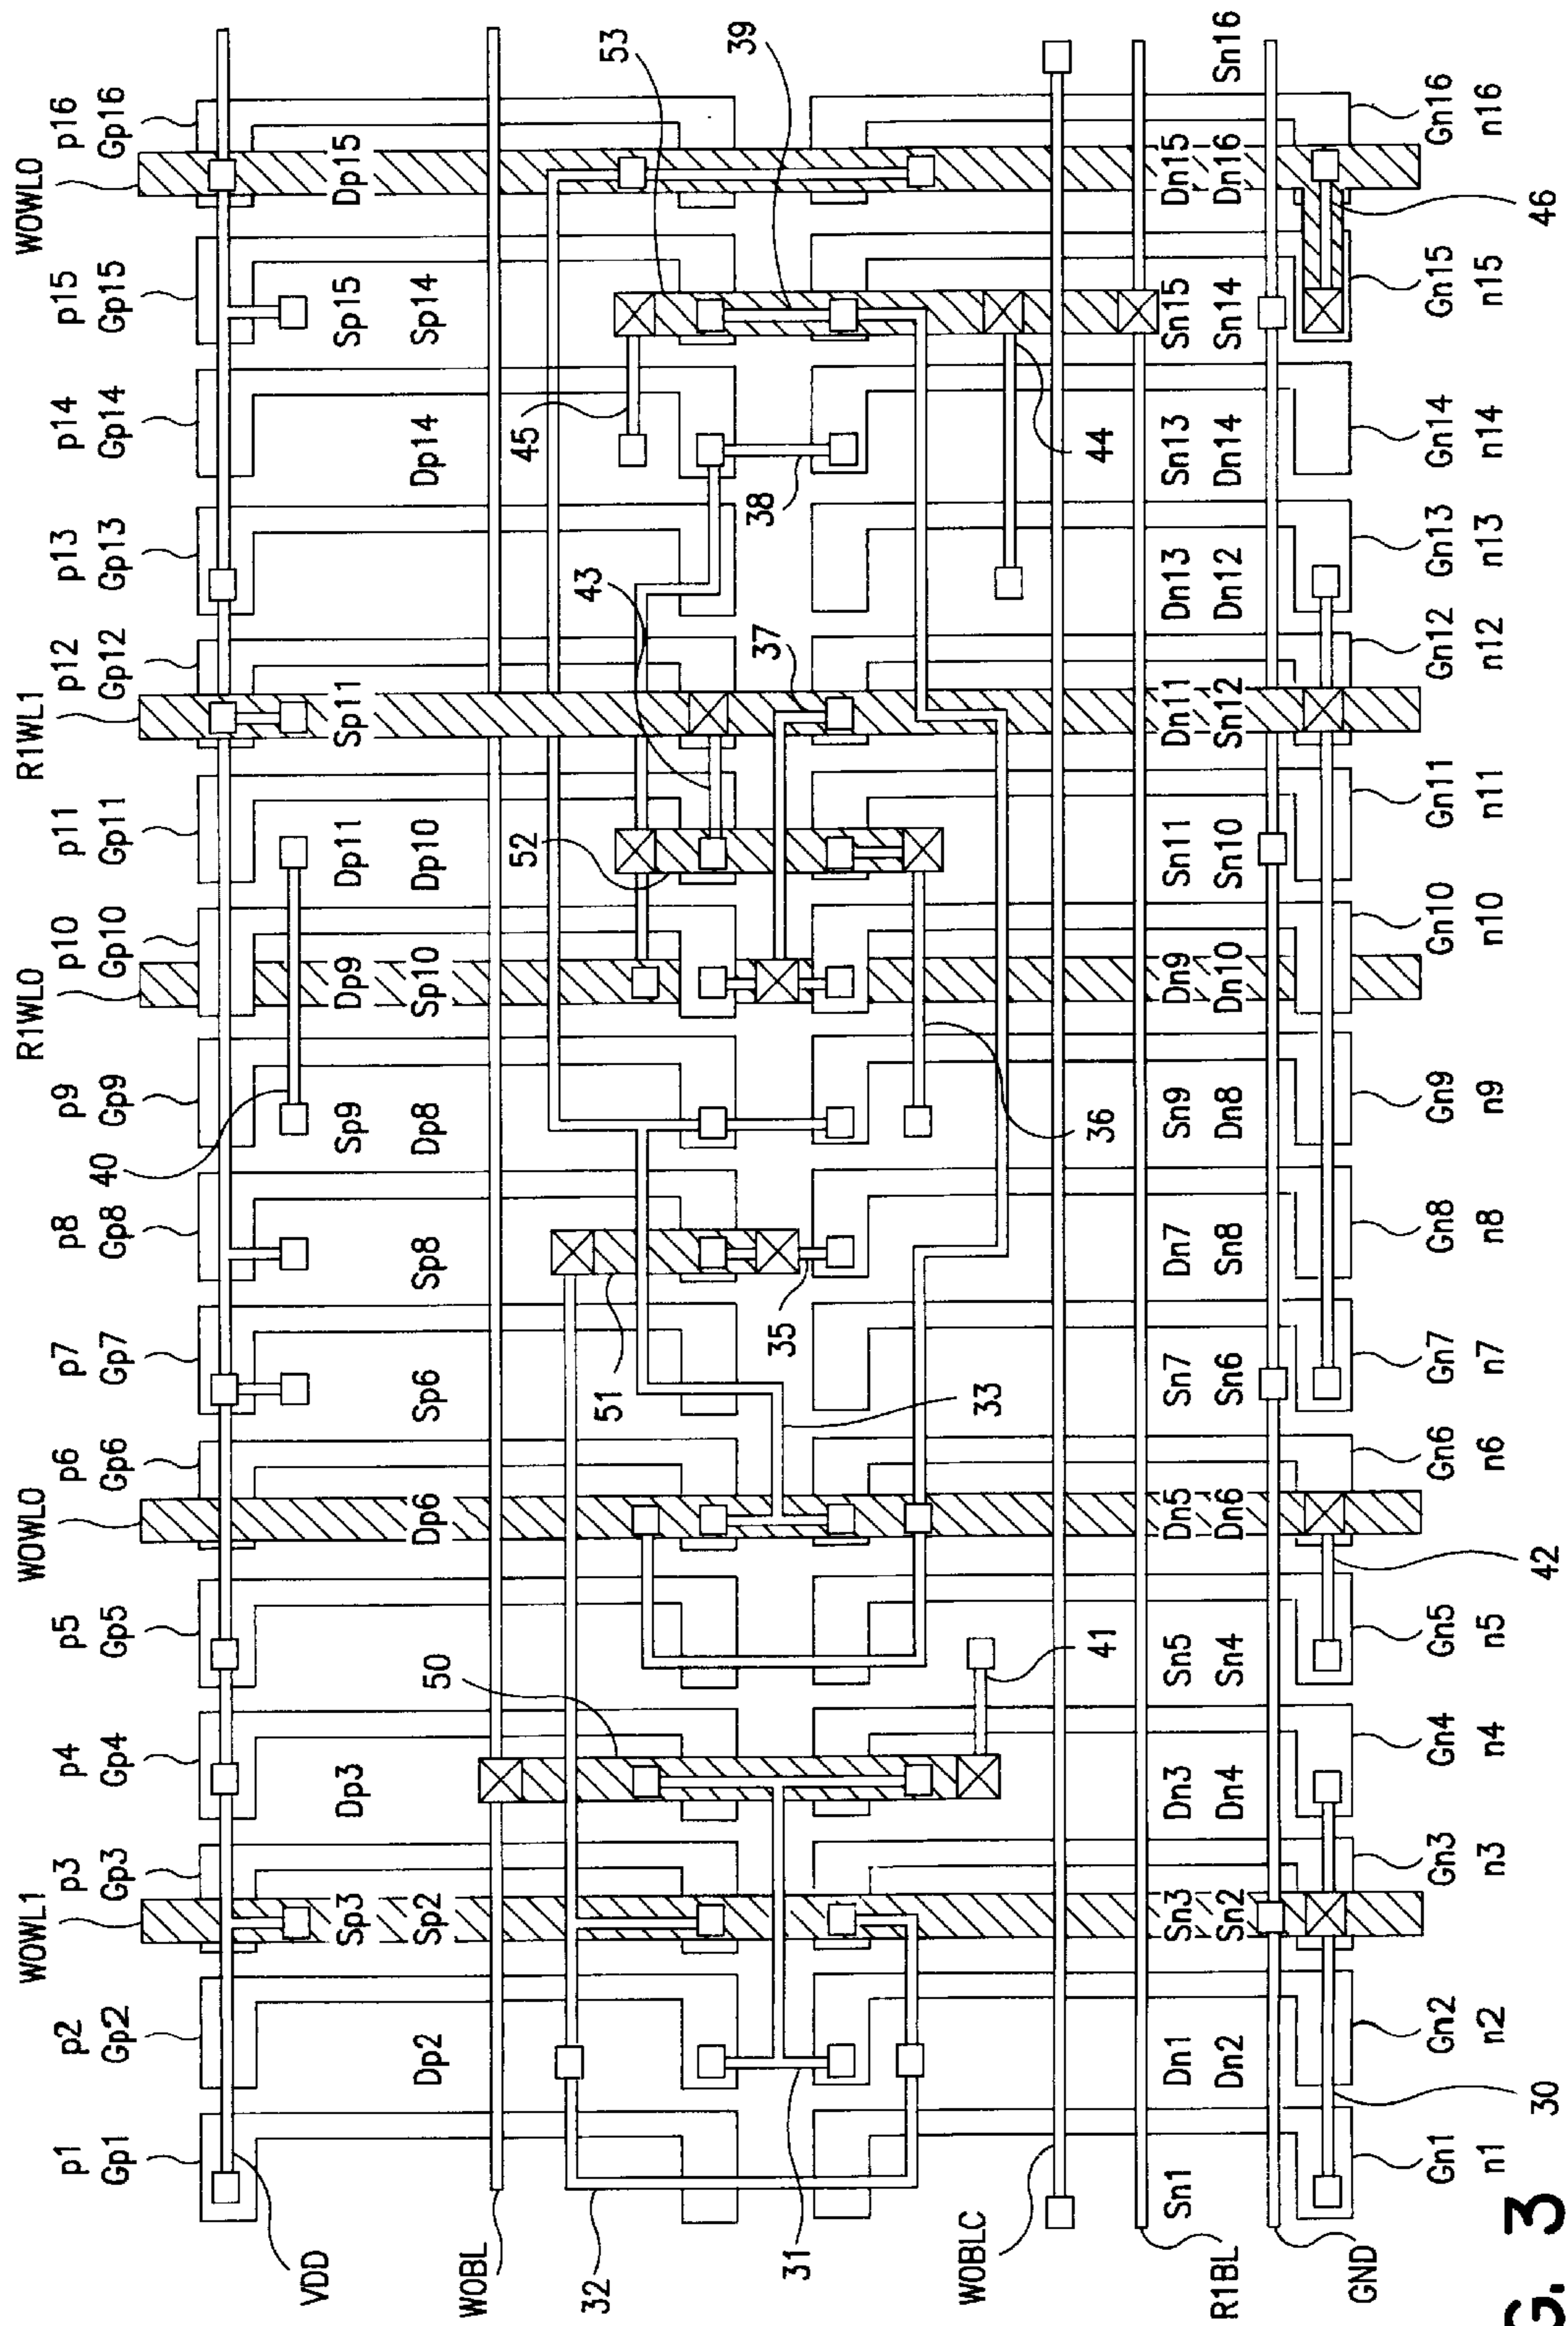 WOWL1 WOWLO R1WLO R1WL1 WOWLO
p1 p2 p3 p4 p5 p6 p7 p8 p9 p10 p11 p12 p13 p14 p15 p16
Gp1 Gp2 Gp3 Gp4 Gp5 Gp6 Gp7 Gp8 Gp9 Gp10 Gp11 Gp12 Gp13 Gp14 Gp15 Gp16
40
VDD
Sp3 Dp3 Sp9 Dp9 Dp11 Sp11 Sp15 Dp15
Dp2 Sp2 Dp6 Sp6 Sp8 Dp8 Sp10 Dp10 Dp14 Sp14
50
WOBL
52 45
32 51 43 53
31 35 37 38 39
WOBLC 33
41 36 44
Sn1 Dn1 Sn3 Dn3 Sn5 Dn5 Sn7 Dn7 Sn9 Dn9 Sn11 Dn11 Dn13 Sn13 Sn15 Dn15
R1BL Dn2 Sn2 Dn4 Sn4 Dn6 Sn6 Sn8 Dn8 Dn10 Sn10 Sn12 Dn12 Dn14 Sn14 Dn16 Sn16
GND
Gn1 Gn2 Gn3 Gn4 Gn5 Gn6 Gn7 Gn8 Gn9 Gn10 Gn11 Gn12 Gn13 Gn14 Gn15 Gn16
n1 n2 n3 n4 n5 n6 n7 n8 n9 n10 n11 n12 n13 n14 n15 n16
30 42 46
G. 3